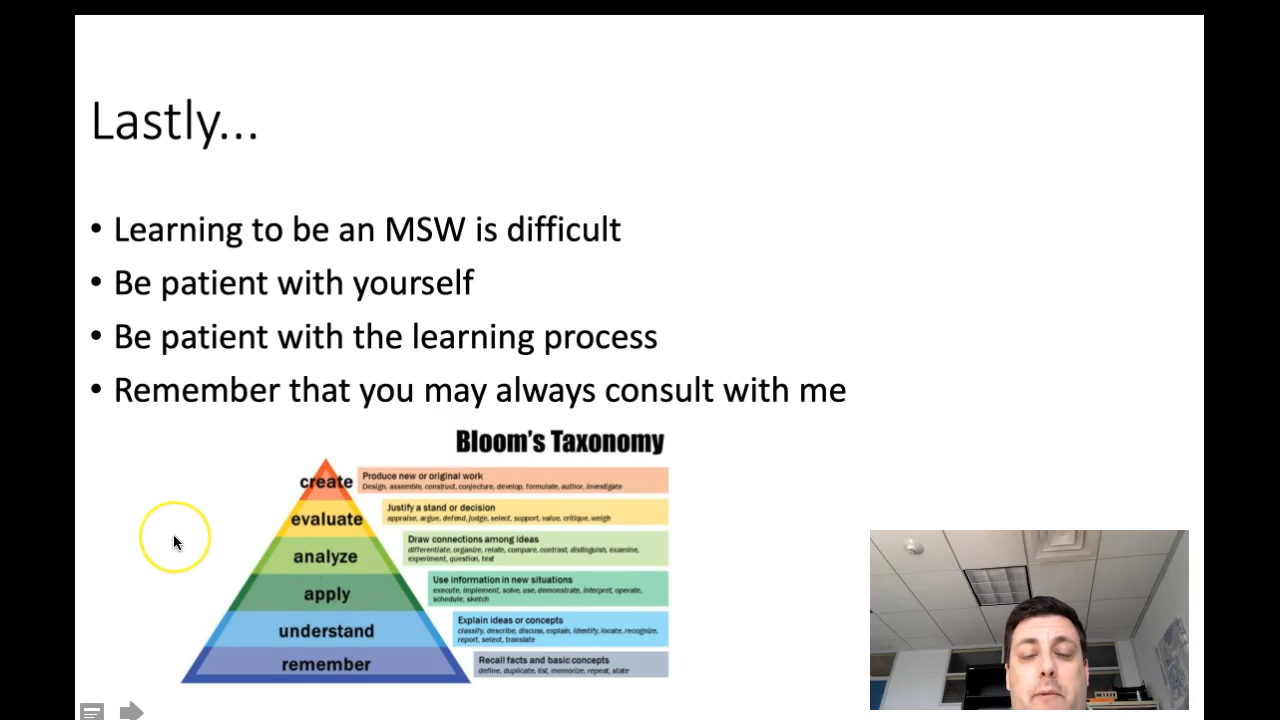 Lastly...
• Learning to be an MSW is difficult
• Be patient with yourself
• Be patient with the learning process
• Remember that you may always consult with me
Bloom's Taxonomy
create
Produce new or original work
Design, assemble, construct, conjecture, develop, formulate, author, investigate
evaluate
Justify a stand or decision
appraise, argue, defend, judge, select, support, value, critique, weigh
analyze
Draw connections among ideas
differentiate, organize, relate, compare, contrast, distinguish, examine,
experiment, question, test
apply
Use information in new situations
execute, implement, solve, use, demonstrate, interpret, operate,
schedule, sketch
understand
Explain ideas or concepts
classify, describe, discuss, explain, identify, locate, recognize,
report, select, translate
remember
Recall facts and basic concepts
define, duplicate, list, memorize, repeat, state